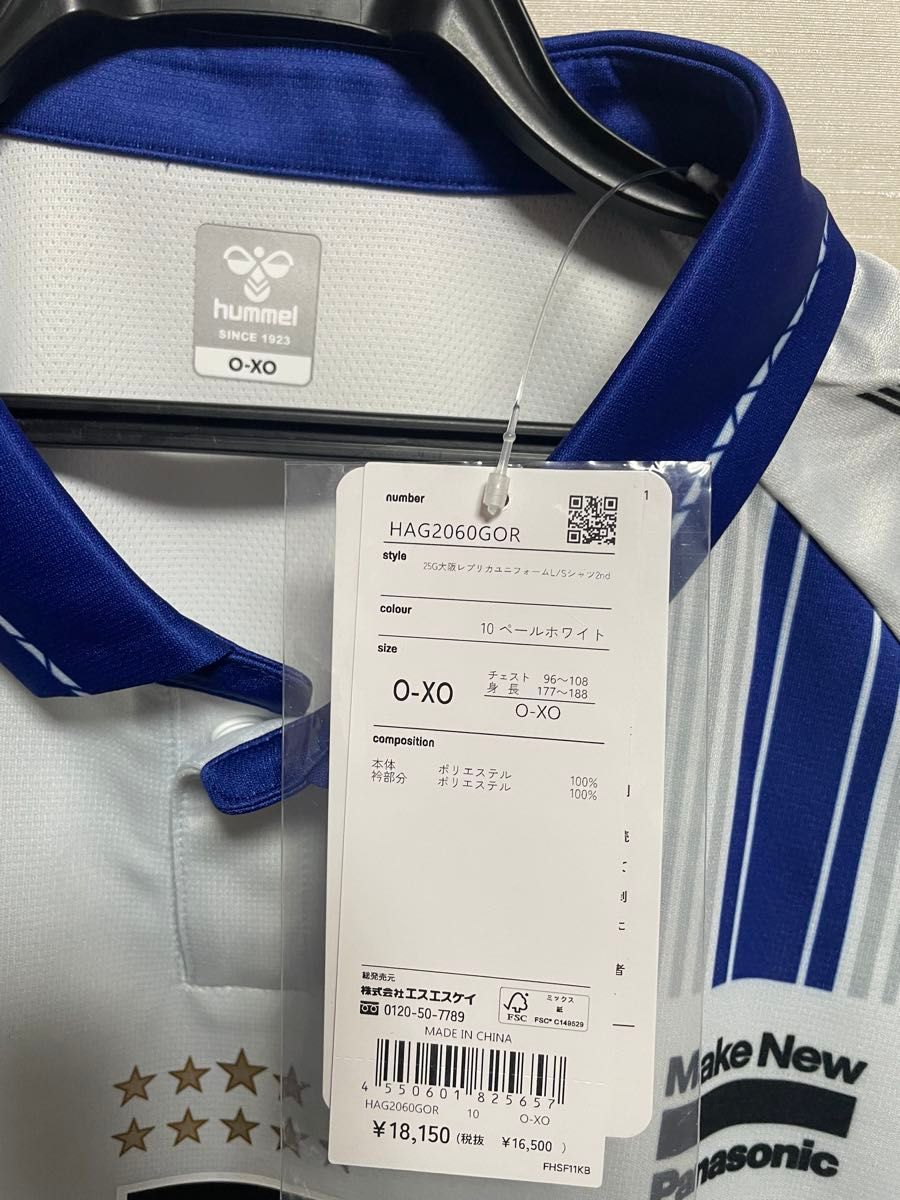 hummel
SINCE 1923
O-XO
number
HAG2060GOR
1
style
25G大阪レプリカユニフォームL/Sシャツ2nd
colour
10 ペールホワイト
size
O-XO
チェスト 96～108
身 長 177～188
O-XO
composition
本体 ポリエステル 100%
衿部分 ポリエステル 100%
て
則
に
者
総発売元
株式会社エスエスケイ
0120-50-7789
MADE IN CHINA
FSC
ミックス
紙
FSC® C149529
4 550601 825657
HAG2060GOR 10 O-XO
¥18,150 (税抜 ¥16,500 )
FHSF11KB
Make New
Panasonic